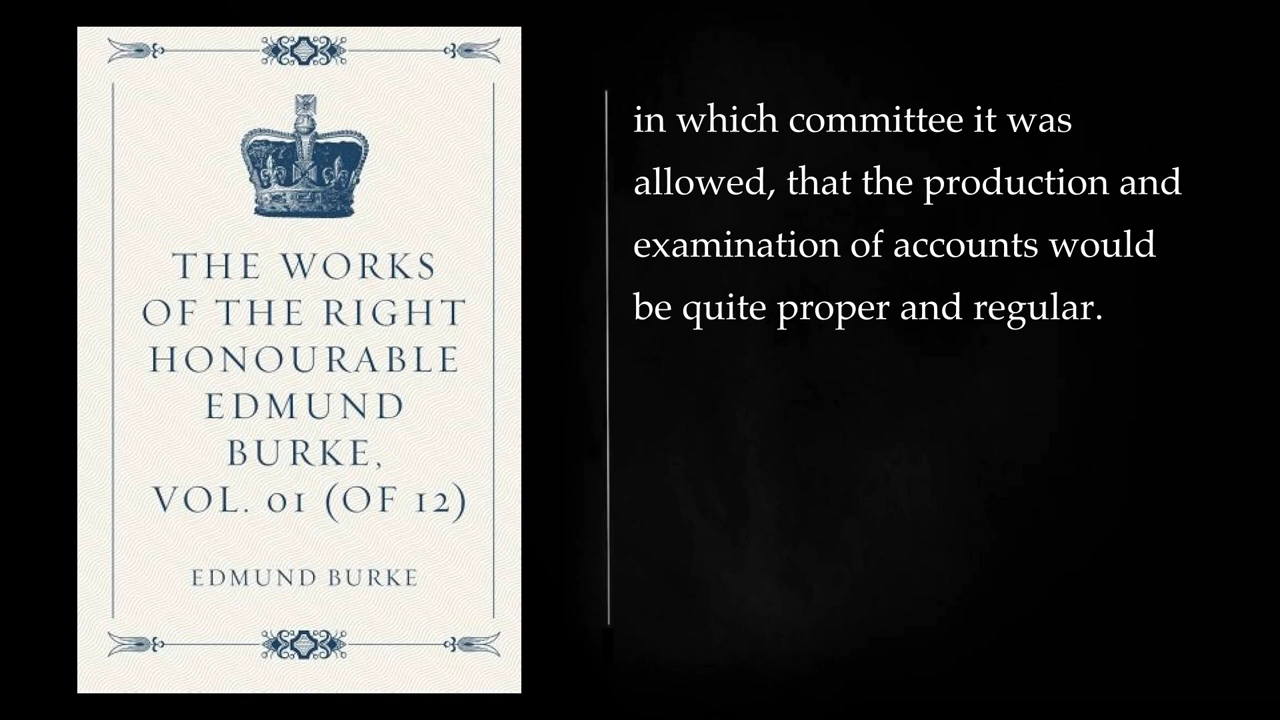 THE WORKS
OF THE RIGHT
HONOURABLE
EDMUND
BURKE,
VOL. 01 (OF 12)
EDMUND BURKE
in which committee it was
allowed, that the production and
examination of accounts would
be quite proper and regular.